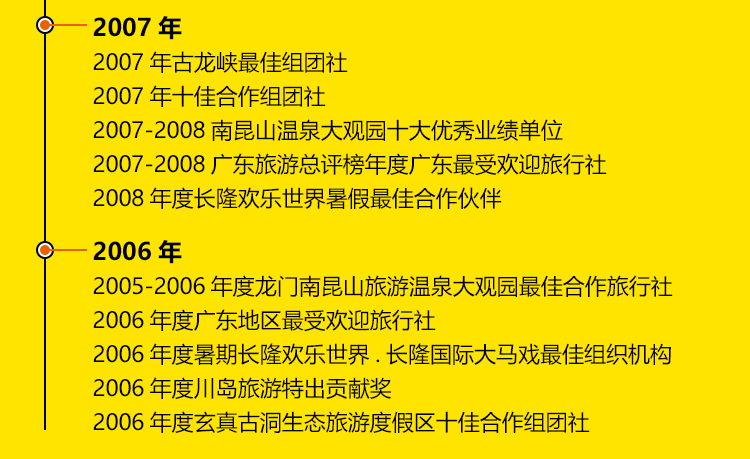 2007 年
2007 年古龙峡最佳组团社
2007 年十佳合作组团社
2007-2008 南昆山温泉大观园十大优秀业绩单位
2007-2008 广东旅游总评榜年度广东最受欢迎旅行社
2008 年度长隆欢乐世界暑假最佳合作伙伴
2006 年
2005-2006 年度龙门南昆山旅游温泉大观园最佳合作旅行社
2006 年度广东地区最受欢迎旅行社
2006 年度暑期长隆欢乐世界 . 长隆国际大马戏最佳组织机构
2006 年度川岛旅游特出贡献奖
2006 年度玄真古洞生态旅游度假区十佳合作组团社